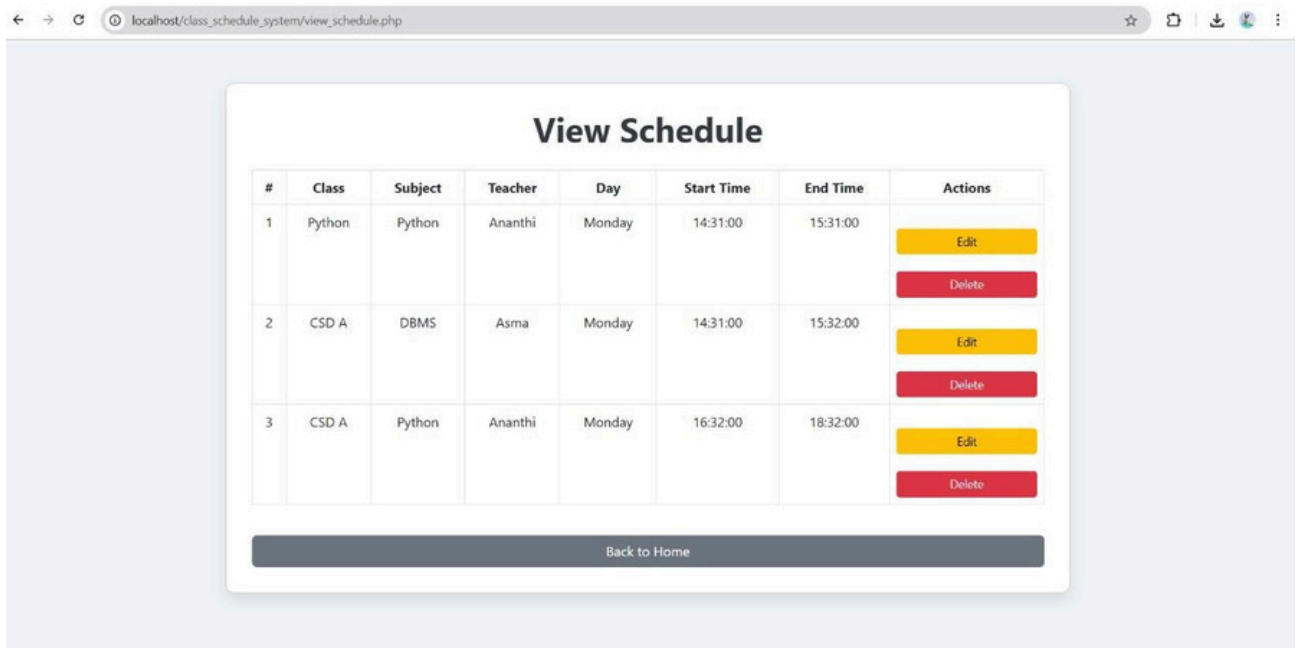 localhost/class_schedule_system/view_schedule.php
View Schedule
# Class Subject Teacher Day Start Time End Time Actions
1 Python Python Ananthi Monday 14:31:00 15:31:00
Edit
Delete
2 CSD A DBMS Asma Monday 14:31:00 15:32:00
Edit
Delete
3 CSD A Python Ananthi Monday 16:32:00 18:32:00
Edit
Delete
Back to Home